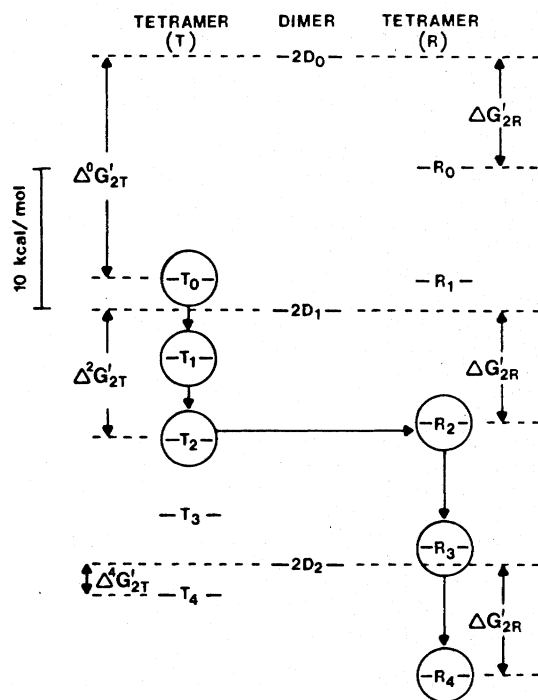 TETRAMER DIMER TETRAMER
(T) (R)
2D₀
Δ⁰G′₂T
ΔG′₂R
R₀
10 kcal/mol
T₀
R₁
2D₁
T₁
Δ²G′₂T
ΔG′₂R
T₂
R₂
T₃
R₃
2D₂
Δ⁴G′₂T
T₄
ΔG′₂R
R₄